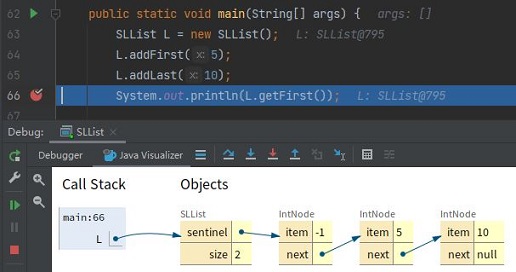 62 public static void main(String[] args) { args: []
63 SLList L = new SLList(); L: SLList@795
64 L.addFirst( x: 5);
65 L.addLast( x: 10);
66 System.out.println(L.getFirst()); L: SLList@795
67
Debug: SLList ×
Debugger Java Visualizer
Call Stack Objects
main:66
L
SLList
sentinel
size 2
IntNode
item -1
next
IntNode
item 5
next
IntNode
item 10
next null